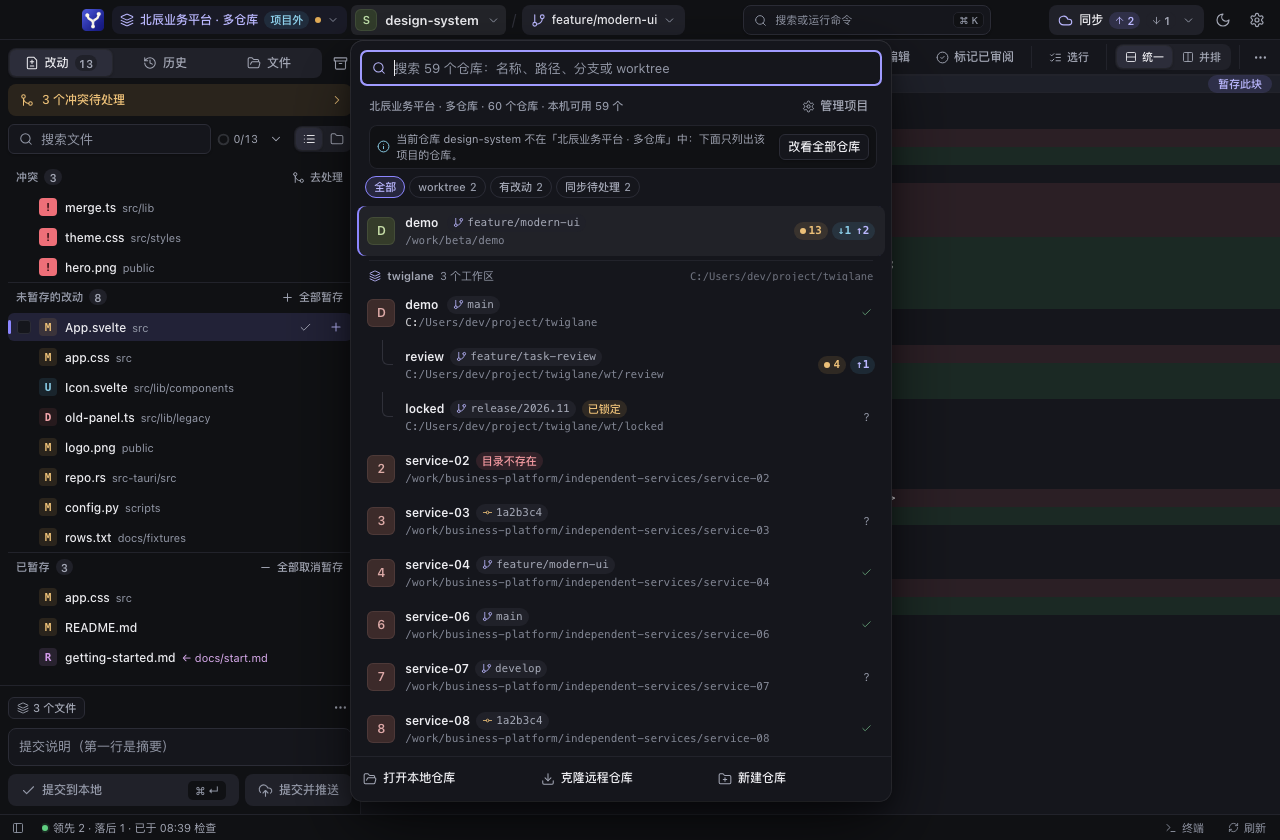 北辰业务平台 · 多仓库 项目外
S design-system / feature/modern-ui
搜索或运行命令 ⌘ K
同步 ↑ 2 ↓ 1
改动 13 历史 文件
3 个冲突待处理
搜索文件 0/13
冲突 3 去处理
! merge.ts src/lib
! theme.css src/styles
! hero.png public
未暂存的改动 8 + 全部暂存
M App.svelte src
M app.css src
U Icon.svelte src/lib/components
D old-panel.ts src/lib/legacy
M logo.png public
M repo.rs src-tauri/src
M config.py scripts
M rows.txt docs/fixtures
已暂存 3 — 全部取消暂存
M app.css src
M README.md
R getting-started.md ← docs/start.md
3 个文件 ···
提交说明（第一行是摘要）
提交到本地 ⌘ ↵ 提交并推送
领先 2 · 落后 1 · 已于 08:39 检查
搜索 59 个仓库：名称、路径、分支或 worktree
北辰业务平台 · 多仓库 · 60 个仓库 · 本机可用 59 个 管理项目
当前仓库 design-system 不在「北辰业务平台 · 多仓库」中：下面只列出该
项目的仓库。
改看全部仓库
全部 worktree 2 有改动 2 同步待处理 2
D demo feature/modern-ui 13 ↓1 ↑2
/work/beta/demo
twiglane 3 个工作区 C:/Users/dev/project/twiglane
D demo main
C:/Users/dev/project/twiglane
review feature/task-review 4 ↑1
C:/Users/dev/project/twiglane/wt/review
locked release/2026.11 已锁定 ?
C:/Users/dev/project/twiglane/wt/locked
2 service-02 目录不存在
/work/business-platform/independent-services/service-02
3 service-03 1a2b3c4 ?
/work/business-platform/independent-services/service-03
4 service-04 feature/modern-ui
/work/business-platform/independent-services/service-04
6 service-06 main
/work/business-platform/independent-services/service-06
7 service-07 develop ?
/work/business-platform/independent-services/service-07
8 service-08 1a2b3c4
/work/business-platform/independent-services/service-08
打开本地仓库 克隆远程仓库 新建仓库
标记已审阅 选行 统一 并排 ···
暂存此块
终端 刷新